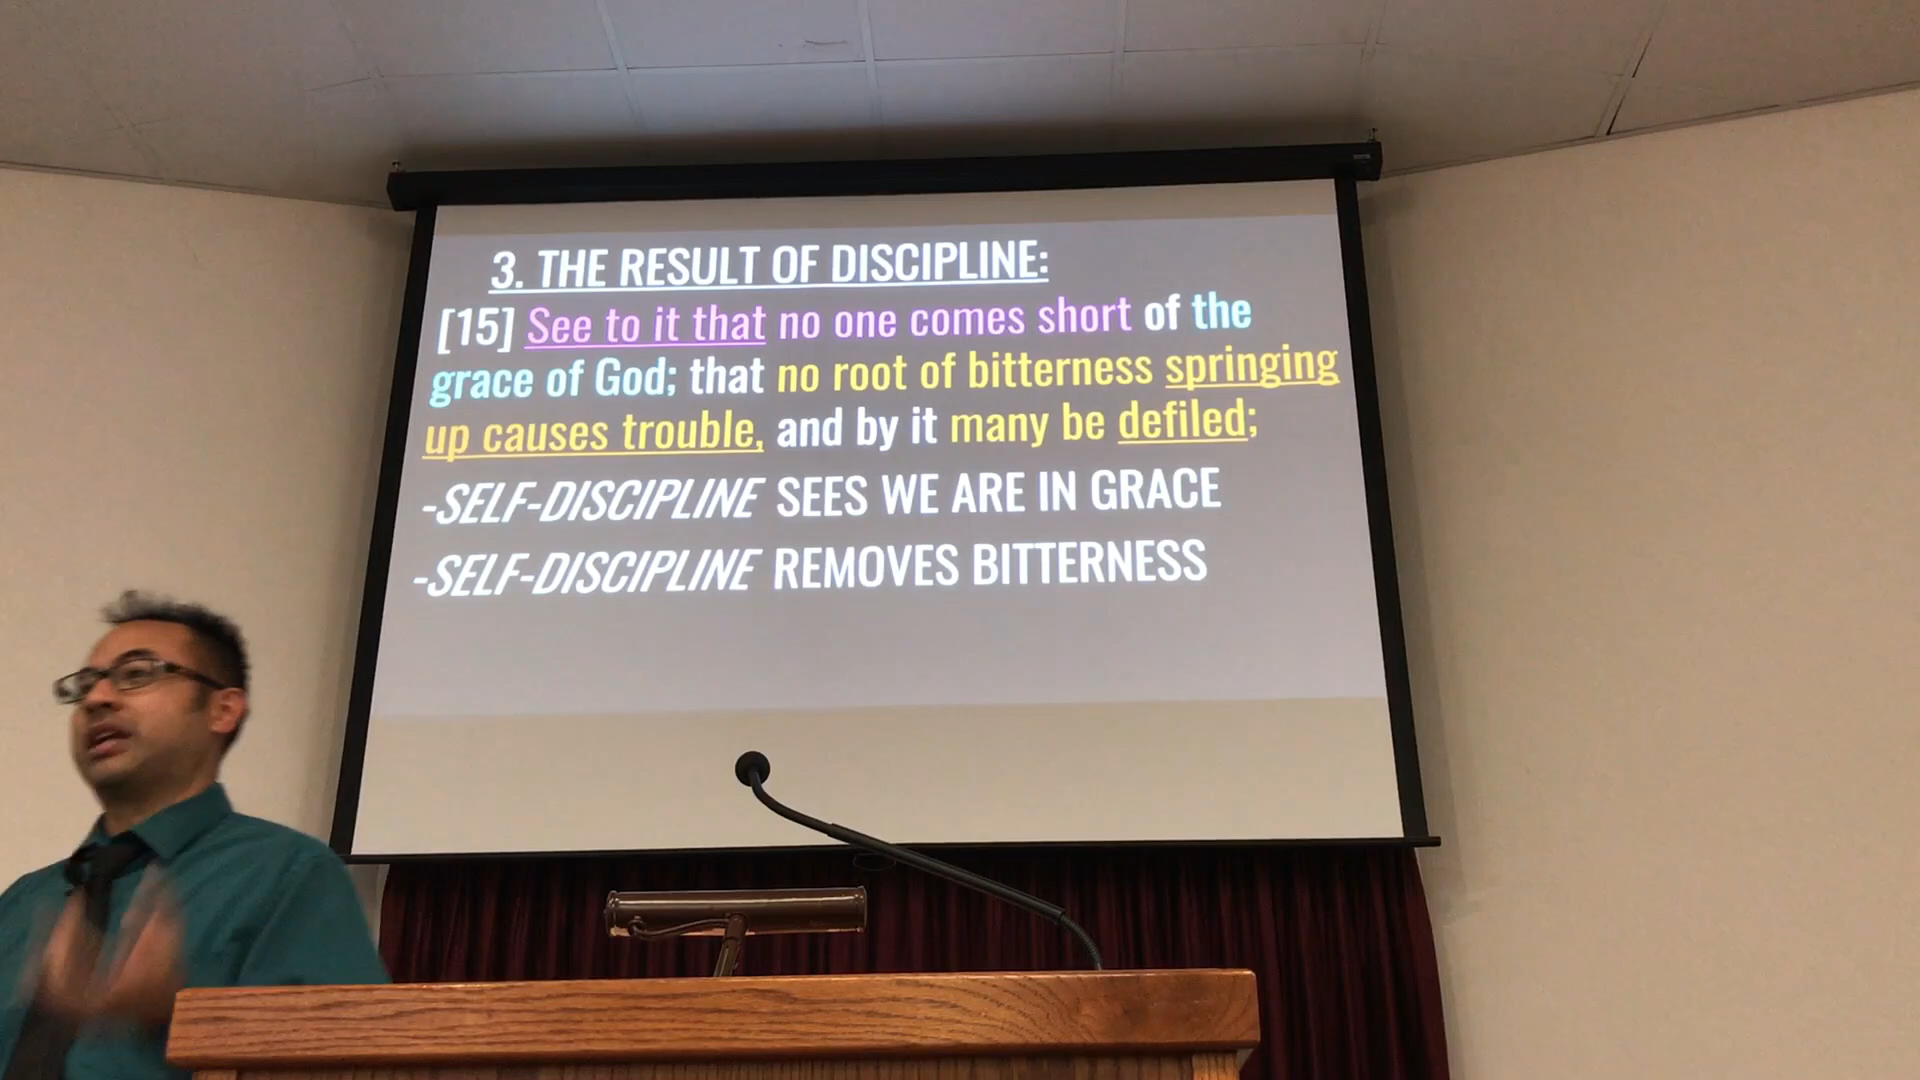 3. THE RESULT OF DISCIPLINE:
[15] See to it that no one comes short of the
grace of God; that no root of bitterness springing
up causes trouble, and by it many be defiled;
-SELF-DISCIPLINE SEES WE ARE IN GRACE
-SELF-DISCIPLINE REMOVES BITTERNESS